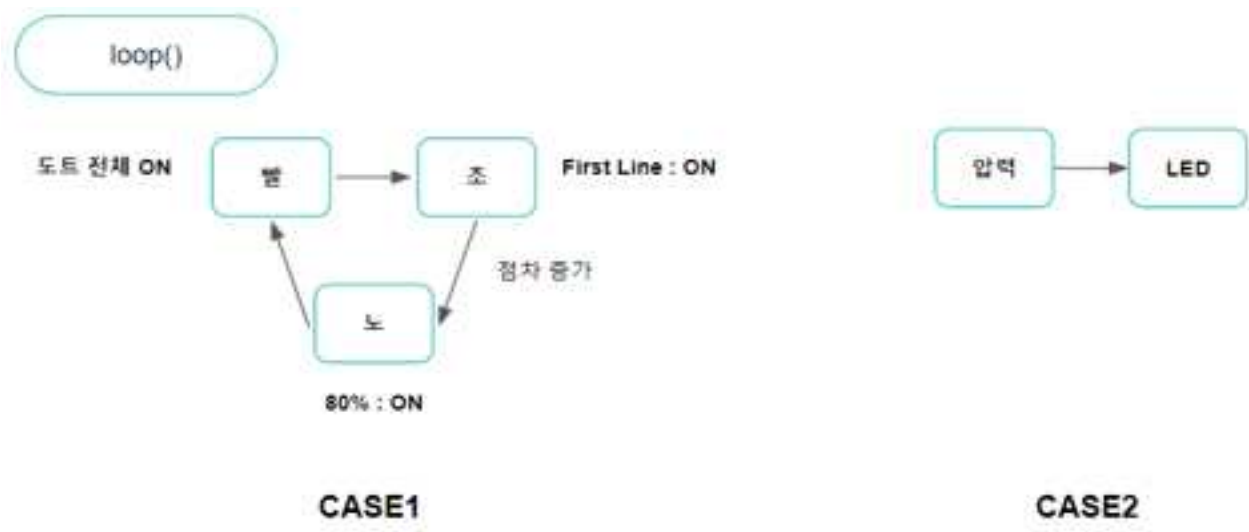 loop()
도트 전체 ON
빨
초
First Line : ON
점차 증가
노
80% : ON
CASE1
압력
LED
CASE2